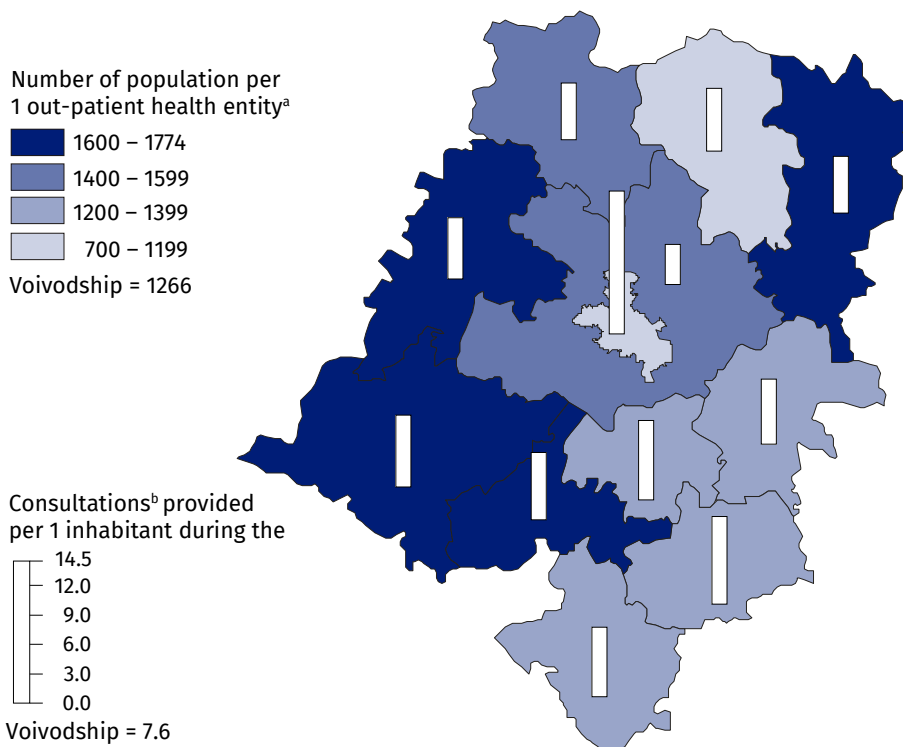 Number of population per
1 out-patient health entityᵃ
1600 – 1774
1400 – 1599
1200 – 1399
700 – 1199
Voivodship = 1266
Consultationsᵇ provided
per 1 inhabitant during the
14.5
12.0
9.0
6.0
3.0
0.0
Voivodship = 7.6